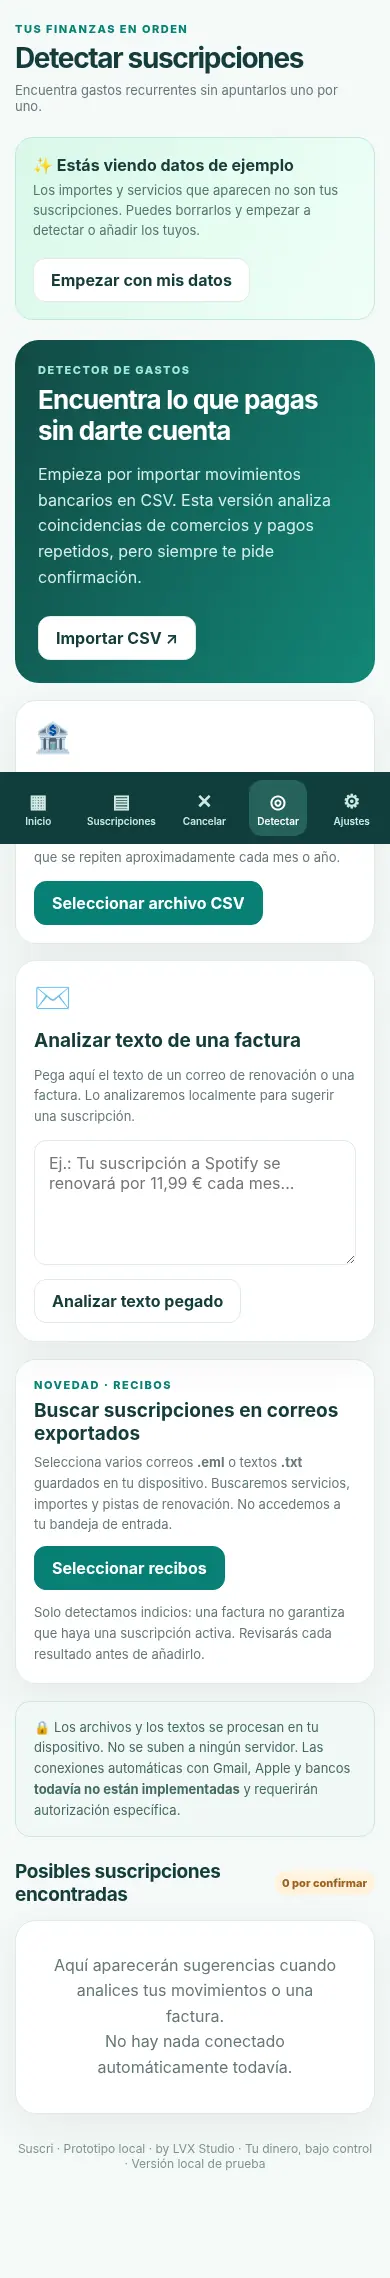 TUS FINANZAS EN ORDEN
Detectar suscripciones
Encuentra gastos recurrentes sin apuntarlos uno por
uno.
✨ Estás viendo datos de ejemplo
Los importes y servicios que aparecen no son tus
suscripciones. Puedes borrarlos y empezar a
detectar o añadir los tuyos.
Empezar con mis datos
DETECTOR DE GASTOS
Encuentra lo que pagas
sin darte cuenta
Empieza por importar movimientos
bancarios en CSV. Esta versión analiza
coincidencias de comercios y pagos
repetidos, pero siempre te pide
confirmación.
Importar CSV ↗
Inicio
Suscripciones
Cancelar
Detectar
Ajustes
que se repiten aproximadamente cada mes o año.
Seleccionar archivo CSV
Analizar texto de una factura
Pega aquí el texto de un correo de renovación o una
factura. Lo analizaremos localmente para sugerir
una suscripción.
Ej.: Tu suscripción a Spotify se
renovará por 11,99 € cada mes...
Analizar texto pegado
NOVEDAD · RECIBOS
Buscar suscripciones en correos
exportados
Selecciona varios correos .eml o textos .txt
guardados en tu dispositivo. Buscaremos servicios,
importes y pistas de renovación. No accedemos a
tu bandeja de entrada.
Seleccionar recibos
Solo detectamos indicios: una factura no garantiza
que haya una suscripción activa. Revisarás cada
resultado antes de añadirlo.
🔒 Los archivos y los textos se procesan en tu
dispositivo. No se suben a ningún servidor. Las
conexiones automáticas con Gmail, Apple y bancos
todavía no están implementadas y requerirán
autorización específica.
Posibles suscripciones
encontradas
0 por confirmar
Aquí aparecerán sugerencias cuando
analices tus movimientos o una
factura.
No hay nada conectado
automáticamente todavía.
Suscri · Prototipo local · by LVX Studio · Tu dinero, bajo control
· Versión local de prueba